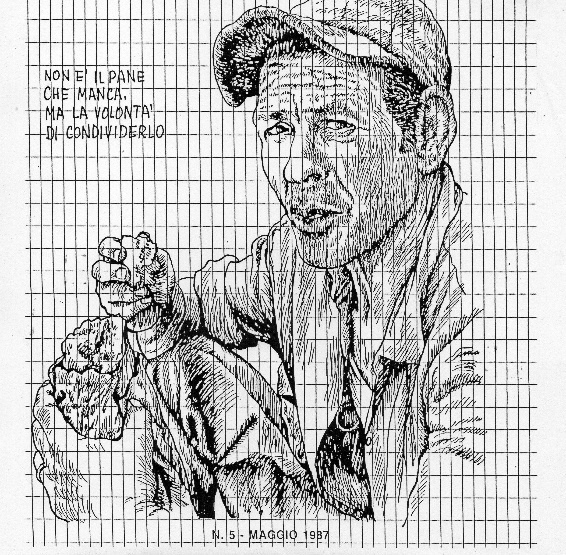 NON E' IL PANE
CHE MANCA.
MA LA VOLONTA'
DI CONDIVIDERLO
N. 5 - MAGGIO 1987